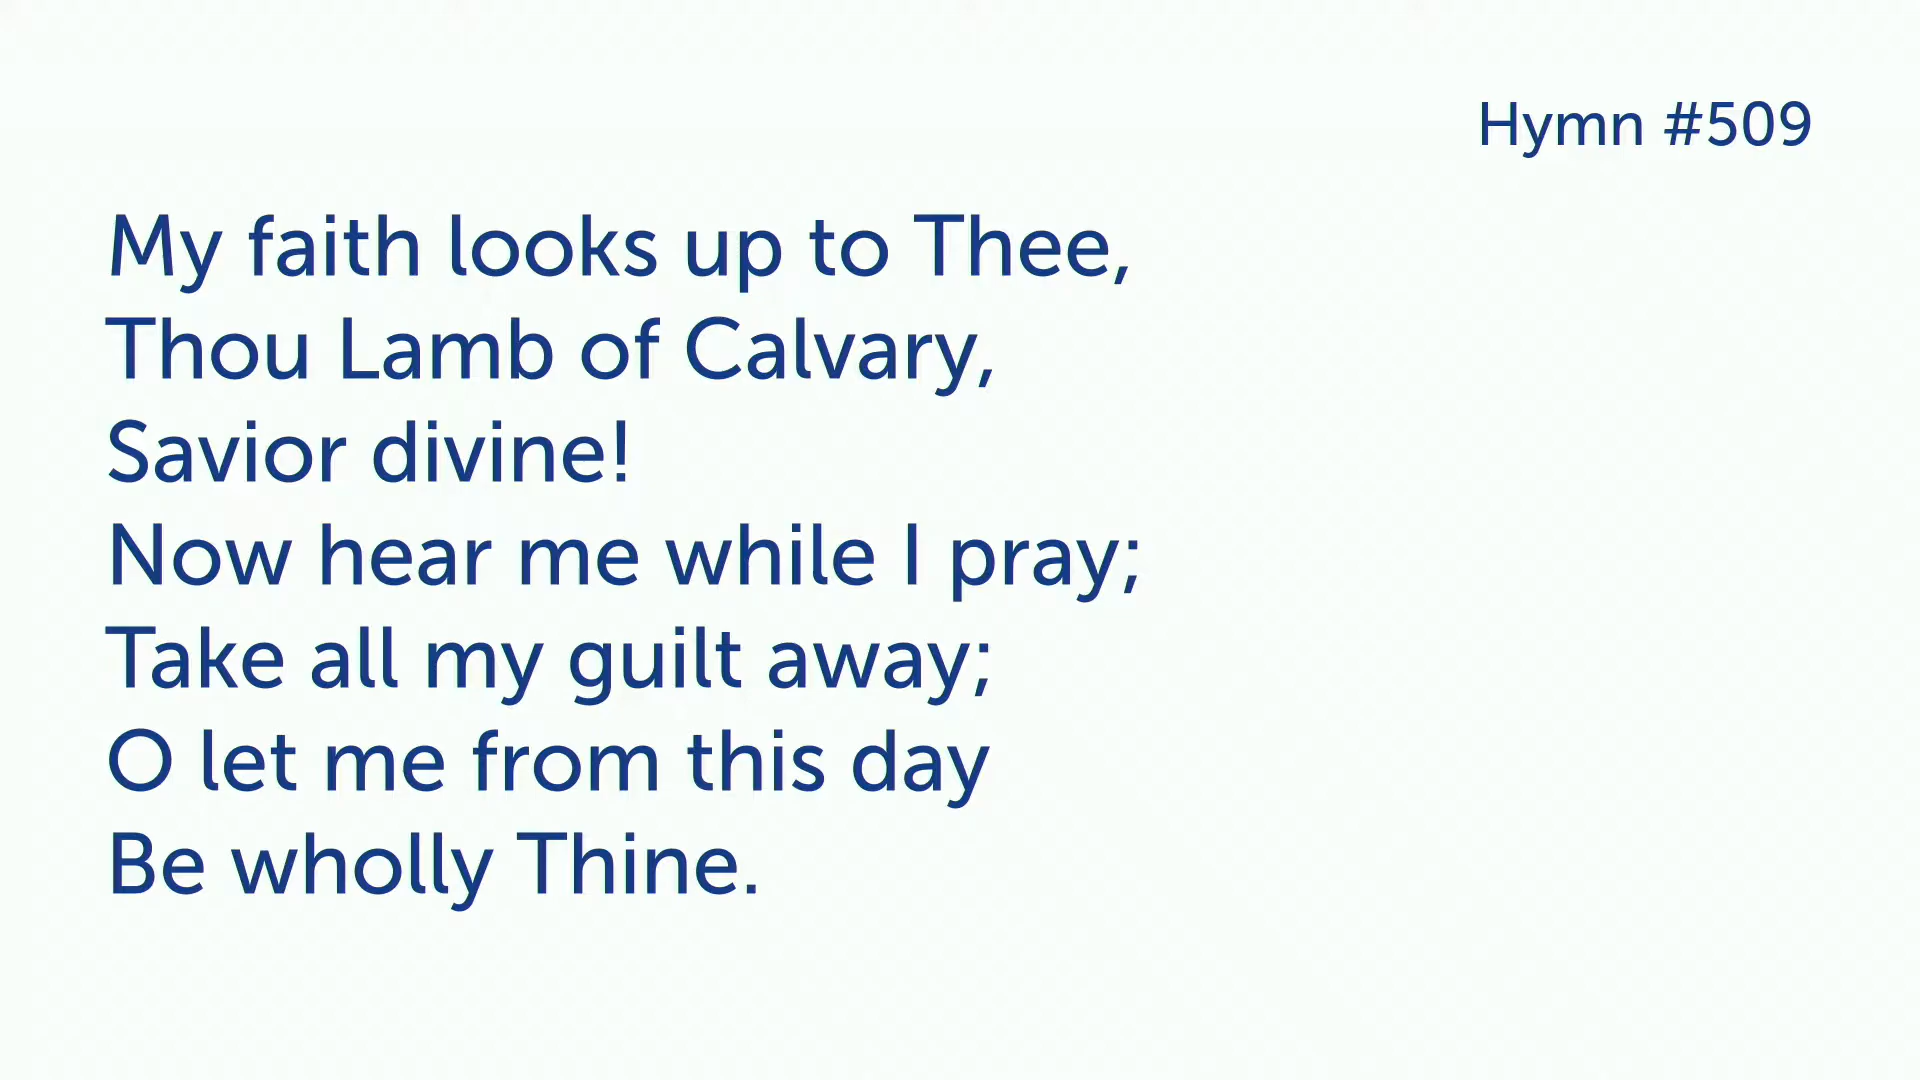 Hymn #509
My faith looks up to Thee,
Thou Lamb of Calvary,
Savior divine!
Now hear me while I pray;
Take all my guilt away;
O let me from this day
Be wholly Thine.